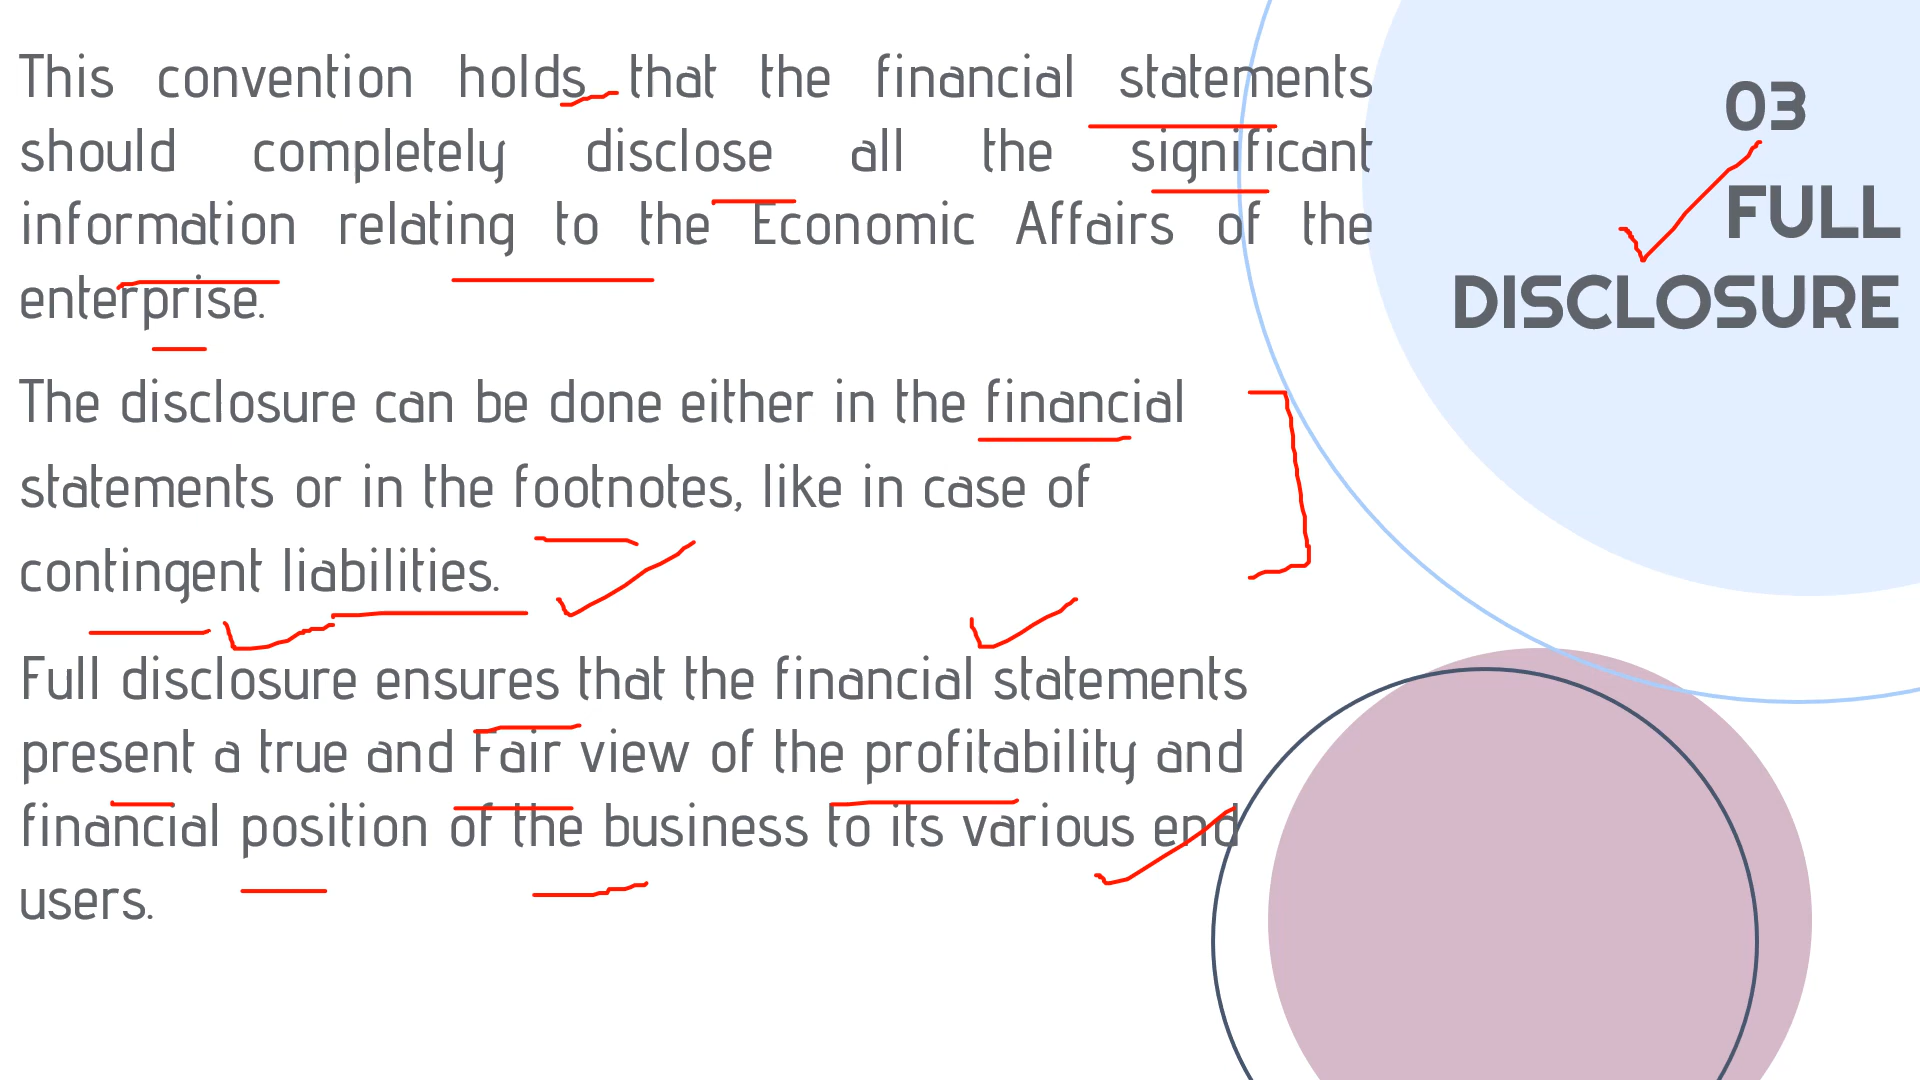 This convention holds that the financial statements
should completely disclose all the significant
information relating to the Economic Affairs of the
enterprise.
The disclosure can be done either in the financial
statements or in the footnotes, like in case of
contingent liabilities.
Full disclosure ensures that the financial statements
present a true and Fair view of the profitability and
financial position of the business to its various end
users.
03
FULL
DISCLOSURE